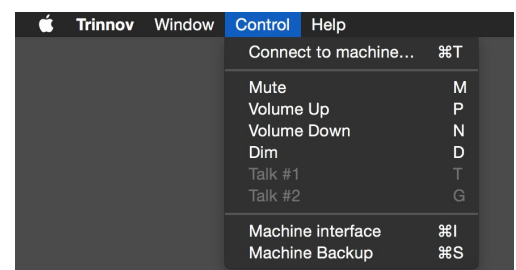 Trinnov Window Control Help
Connect to machine... ⌘T
Mute M
Volume Up P
Volume Down N
Dim D
Talk #1 T
Talk #2 G
Machine interface ⌘I
Machine Backup ⌘S